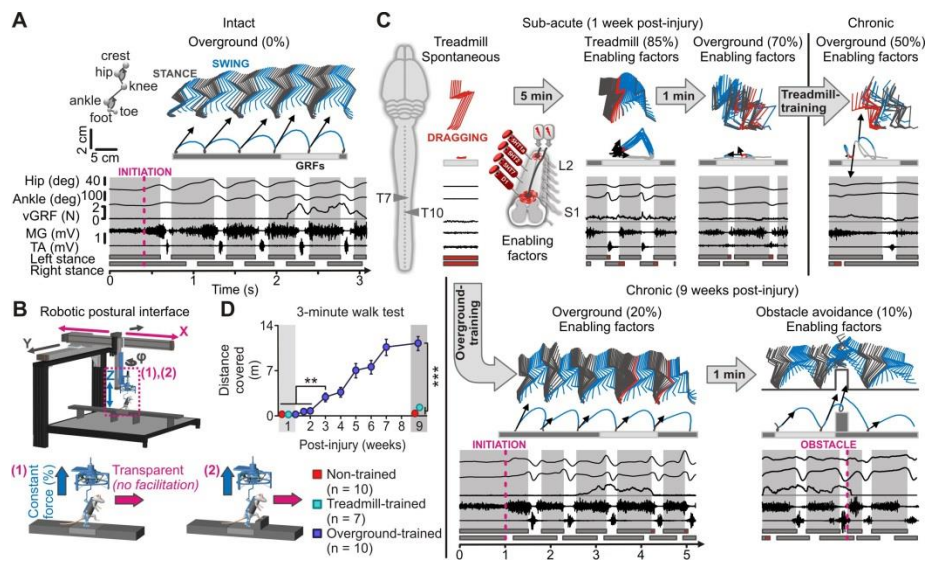 A
Intact
Overground (0%)
crest
hip
knee
ankle
toe
foot
STANCE
SWING
2 cm
5 cm
GRFs
INITIATION
Hip (deg)
40
Ankle (deg)
100
vGRF (N)
2
0
MG (mV)
1
TA (mV)
Left stance
Right stance
0 1 2 3
Time (s)
B
Robotic postural interface
X
Y
Z
φ
(1),(2)
(1)
Constant
force (%)
Transparent
(no facilitation)
(2)
C
Sub-acute (1 week post-injury)
Chronic
Treadmill
Spontaneous
Treadmill (85%)
Enabling factors
Overground (70%)
Enabling factors
Overground (50%)
Enabling factors
5 min
1 min
Treadmill-
training
DRAGGING
L2
S1
T7
T10
Enabling
factors
D
3-minute walk test
Distance covered
(m)
14
7
0
**
***
1 2 3 4 5 6 7 8 9
Post-injury (weeks)
Non-trained
(n = 10)
Treadmill-trained
(n = 7)
Overground-trained
(n = 10)
Overground-
training
Chronic (9 weeks post-injury)
Overground (20%)
Enabling factors
Obstacle avoidance (10%)
Enabling factors
1 min
INITIATION
OBSTACLE
0 1 2 3 4 5